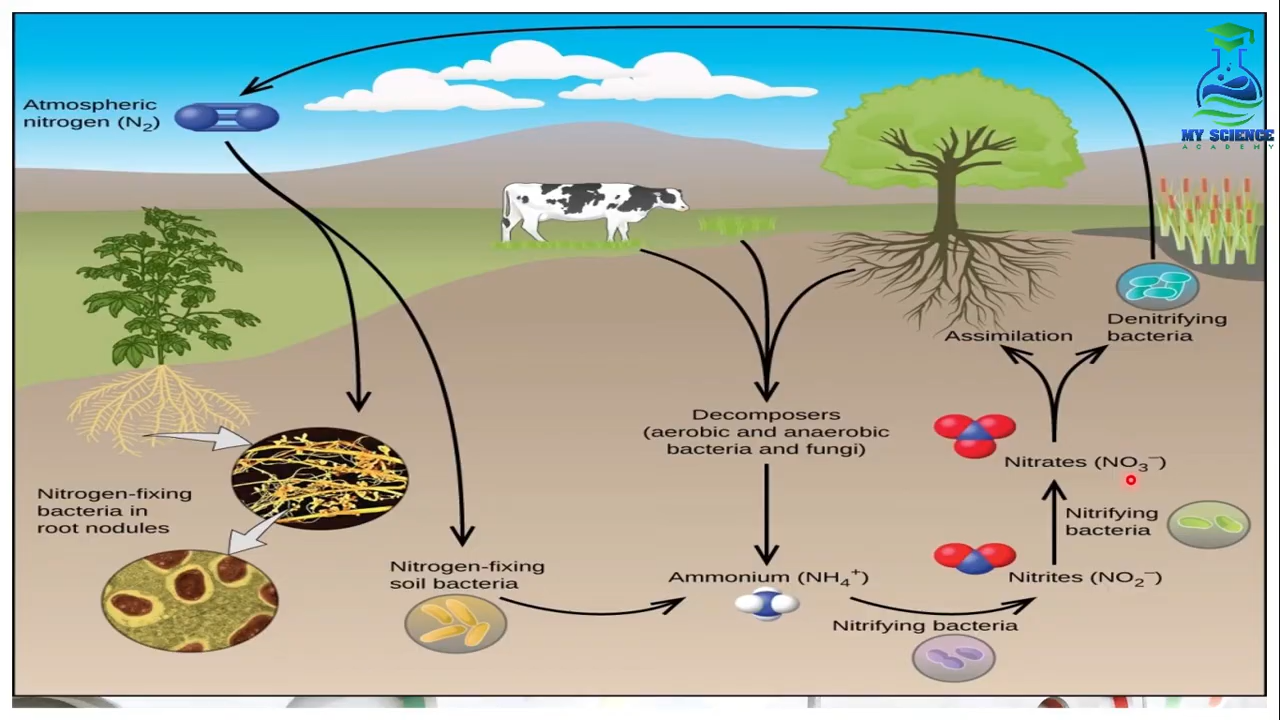 Atmospheric
nitrogen (N₂)
MY SCIENCE
ACADEMY
Assimilation
Denitrifying
bacteria
Decomposers
(aerobic and anaerobic
bacteria and fungi)
Nitrates (NO₃⁻)
Nitrogen-fixing
bacteria in
root nodules
Nitrifying
bacteria
Nitrogen-fixing
soil bacteria
Ammonium (NH₄⁺)
Nitrites (NO₂⁻)
Nitrifying bacteria